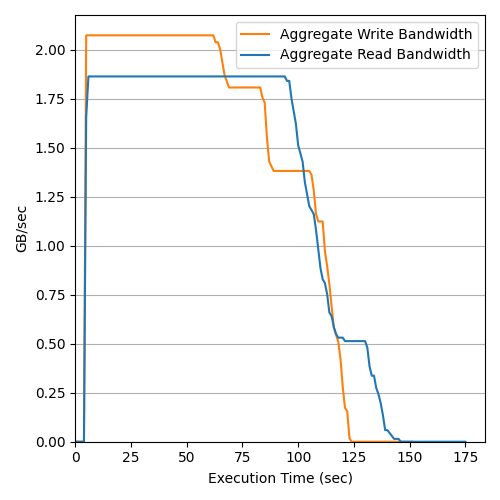 Aggregate Write Bandwidth
Aggregate Read Bandwidth
GB/sec
2.00
1.75
1.50
1.25
1.00
0.75
0.50
0.25
0.00
0 25 50 75 100 125 150 175
Execution Time (sec)